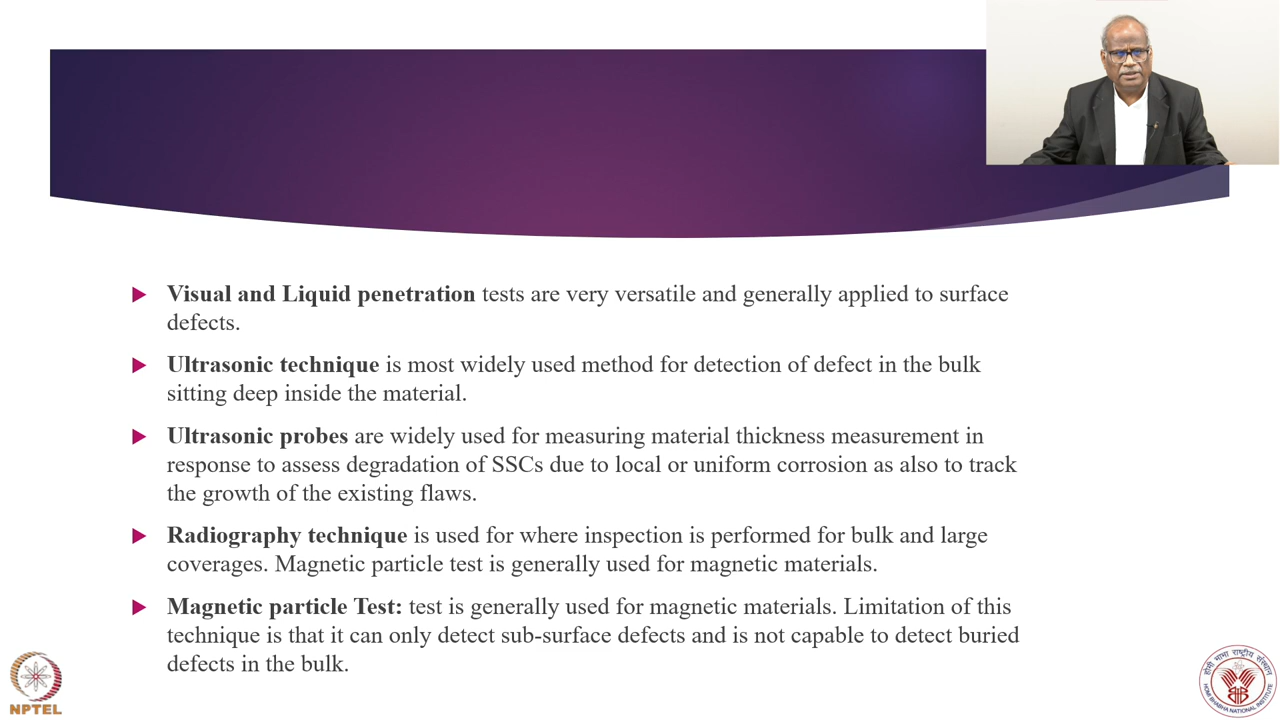 Visual and Liquid penetration tests are very versatile and generally applied to surface
defects.
Ultrasonic technique is most widely used method for detection of defect in the bulk
sitting deep inside the material.
Ultrasonic probes are widely used for measuring material thickness measurement in
response to assess degradation of SSCs due to local or uniform corrosion as also to track
the growth of the existing flaws.
Radiography technique is used for where inspection is performed for bulk and large
coverages. Magnetic particle test is generally used for magnetic materials.
Magnetic particle Test: test is generally used for magnetic materials. Limitation of this
technique is that it can only detect sub-surface defects and is not capable to detect buried
defects in the bulk.
NPTEL
होमी भाभा राष्ट्रीय संस्थान
HOMI BHABHA NATIONAL INSTITUTE